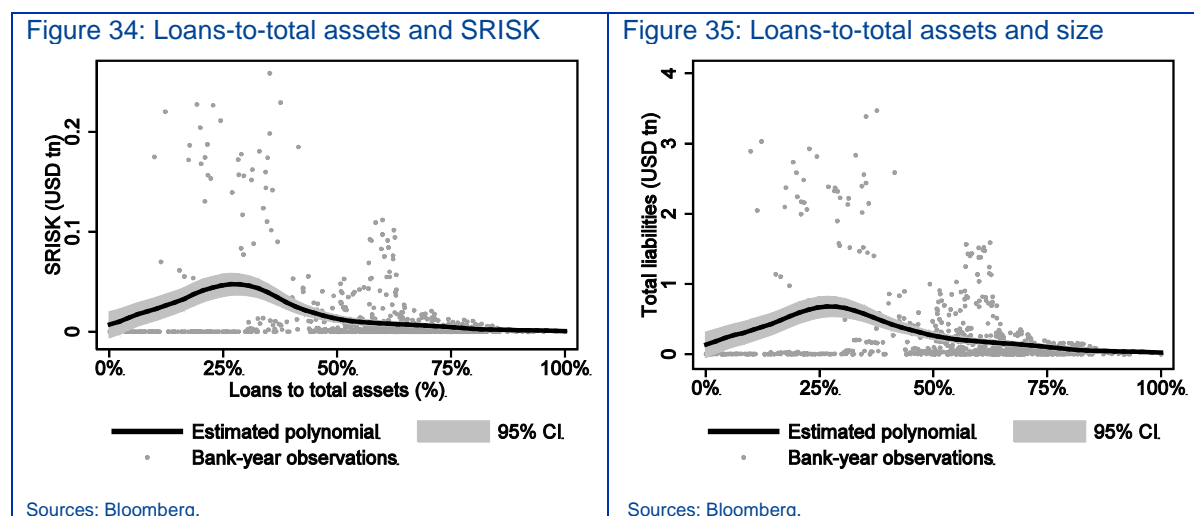 Figure 34: Loans-to-total assets and SRISK
SRISK (USD tn)
0.2
0.1
0
0%.
25%.
50%.
75%.
100%.
Loans to total assets (%).
Estimated polynomial.
95% CI.
Bank-year observations.
Sources: Bloomberg.
Figure 35: Loans-to-total assets and size
Total liabilities (USD tn)
4
3
2
1
0
0%.
25%.
50%.
75%.
100%.
Estimated polynomial.
95% CI.
Bank-year observations.
Sources: Bloomberg.